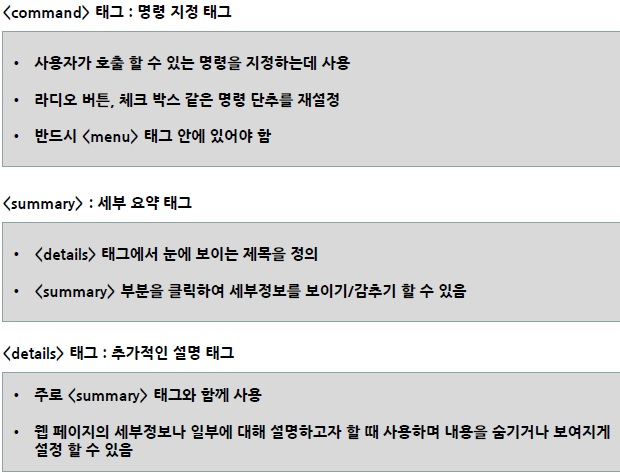 <command> 태그 : 명령 지정 태그
• 사용자가 호출 할 수 있는 명령을 지정하는데 사용
• 라디오 버튼, 체크 박스 같은 명령 단추를 재설정
• 반드시 <menu> 태그 안에 있어야 함
<summary> : 세부 요약 태그
• <details> 태그에서 눈에 보이는 제목을 정의
• <summary> 부분을 클릭하여 세부정보를 보이기/감추기 할 수 있음
<details> 태그 : 추가적인 설명 태그
• 주로 <summary> 태그와 함께 사용
• 웹 페이지의 세부정보나 일부에 대해 설명하고자 할 때 사용하며 내용을 숨기거나 보여지게
설정 할 수 있음